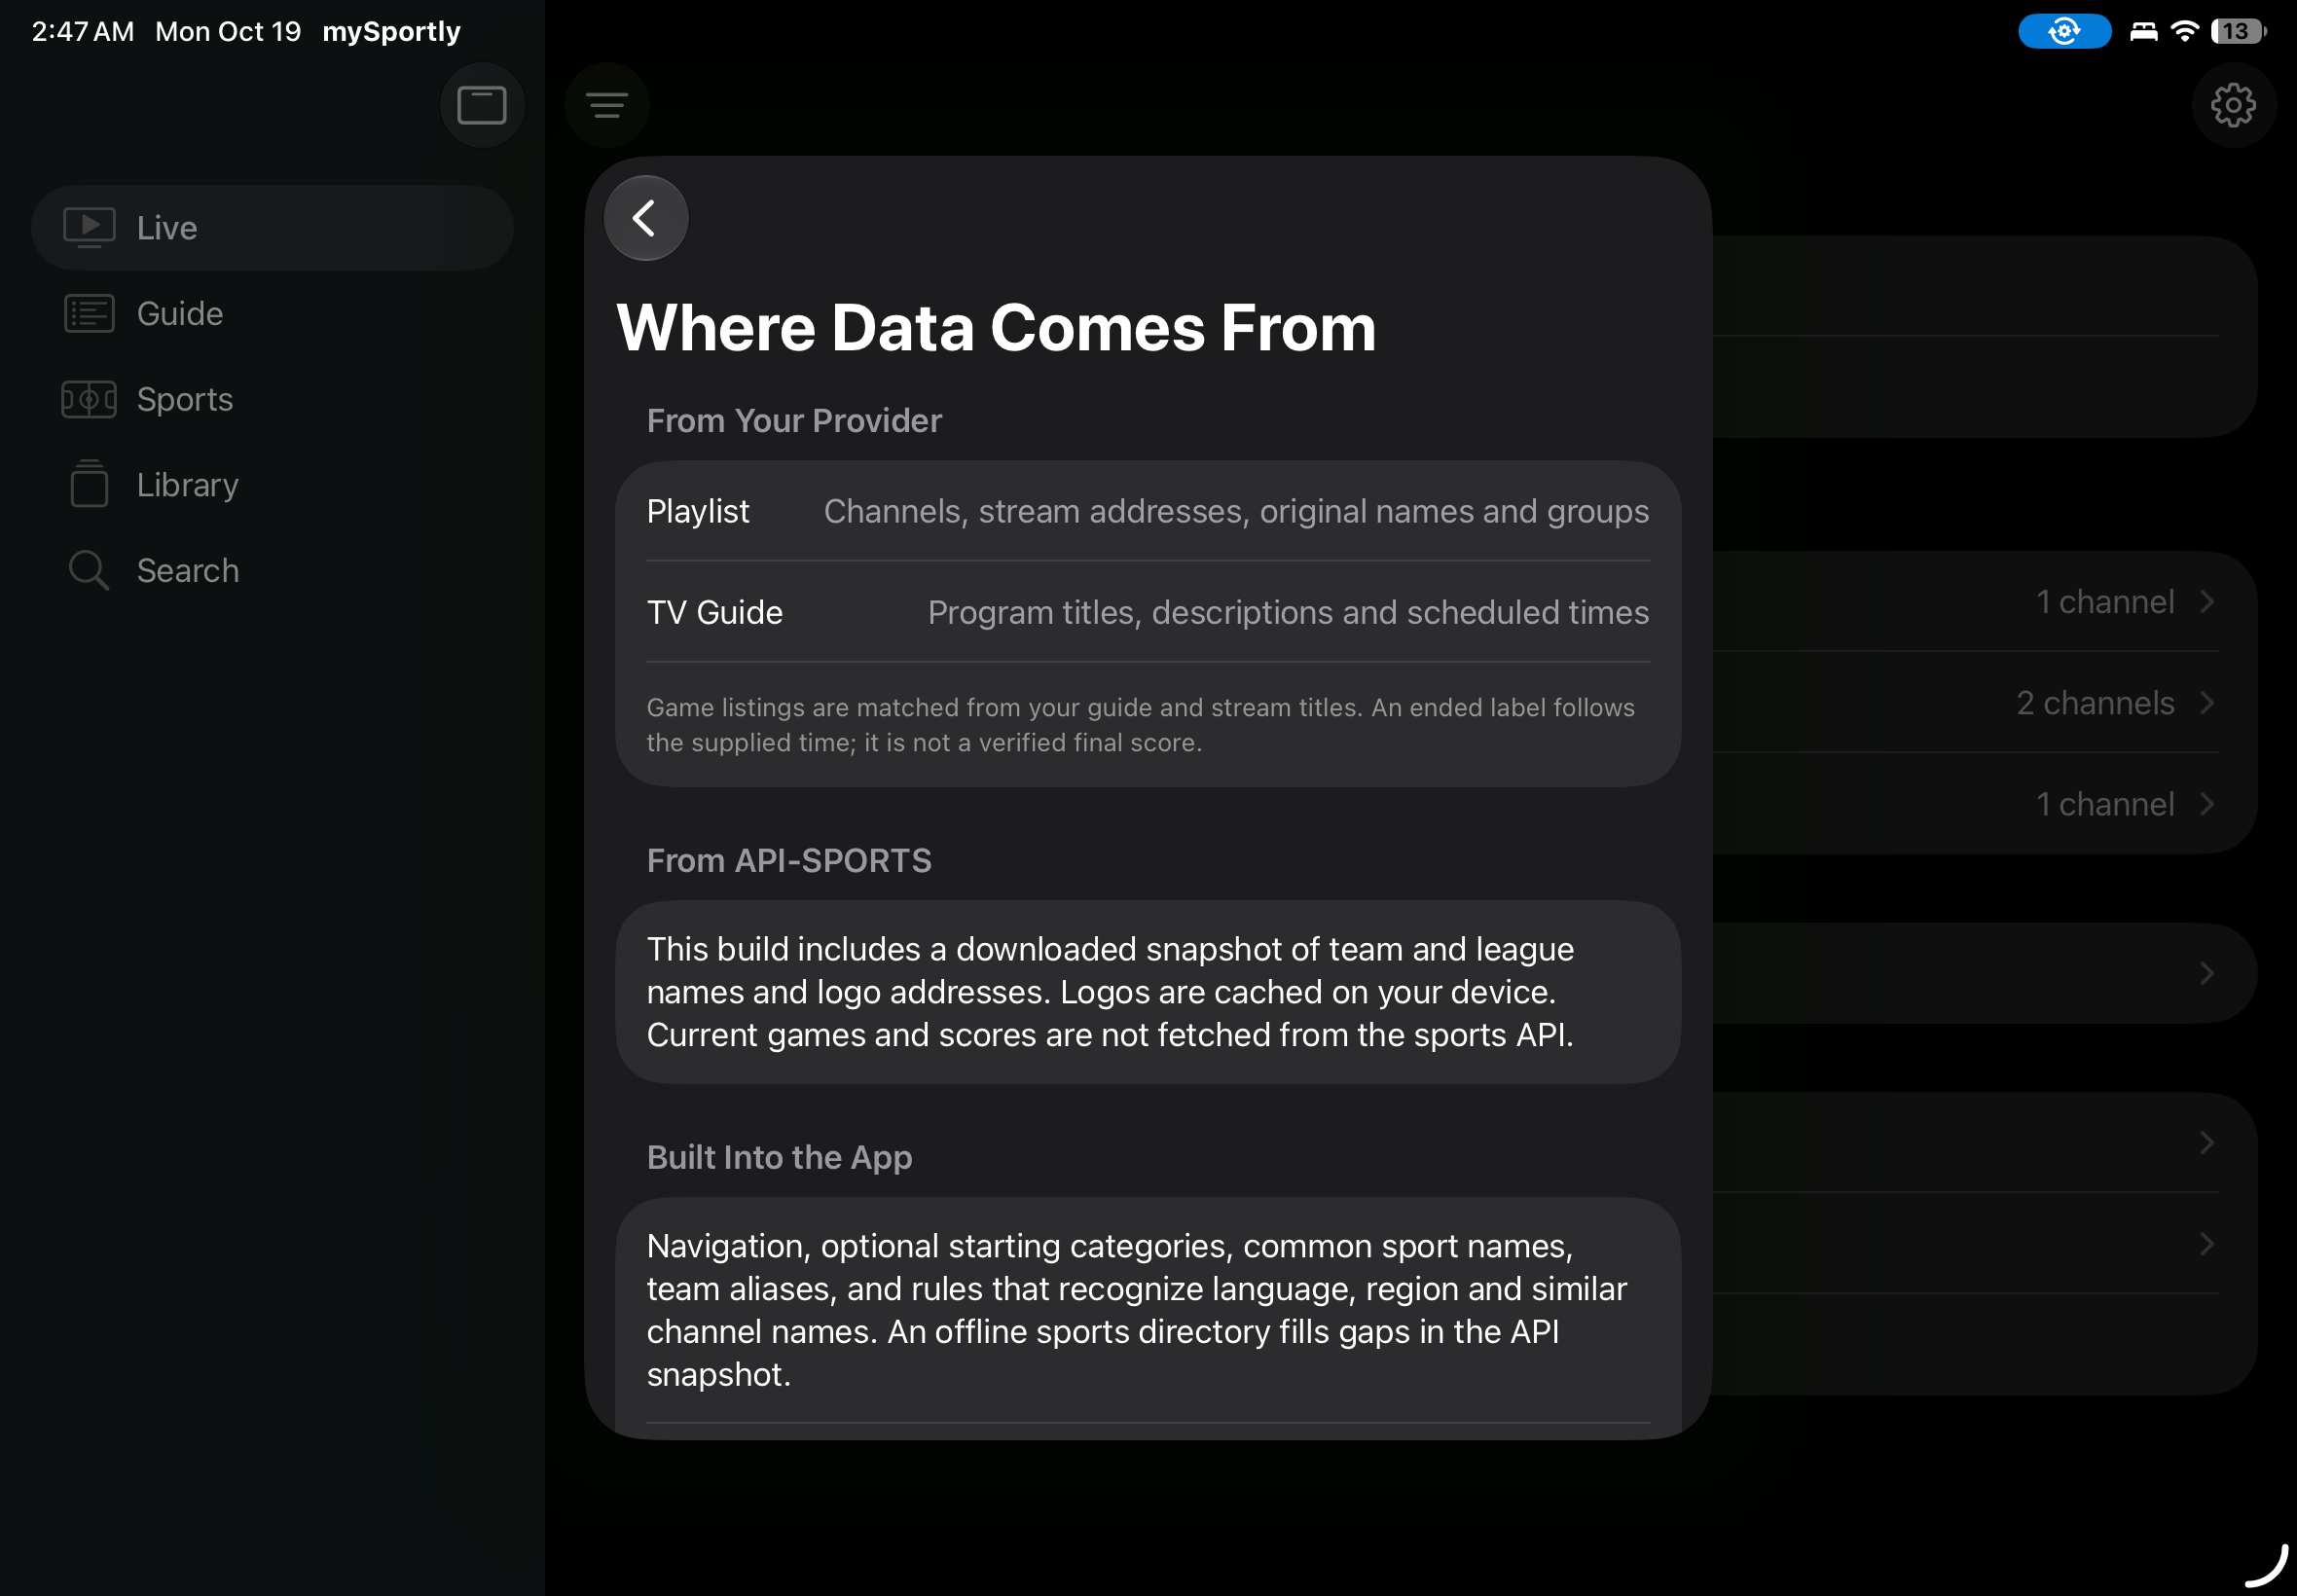 2:47 AM Mon Oct 19 mySportly
13
Live
Guide
Sports
Library
Search
Where Data Comes From
From Your Provider
Playlist Channels, stream addresses, original names and groups
TV Guide Program titles, descriptions and scheduled times
Game listings are matched from your guide and stream titles. An ended label follows
the supplied time; it is not a verified final score.
From API-SPORTS
This build includes a downloaded snapshot of team and league
names and logo addresses. Logos are cached on your device.
Current games and scores are not fetched from the sports API.
Built Into the App
Navigation, optional starting categories, common sport names,
team aliases, and rules that recognize language, region and similar
channel names. An offline sports directory fills gaps in the API
snapshot.
1 channel
2 channels
1 channel